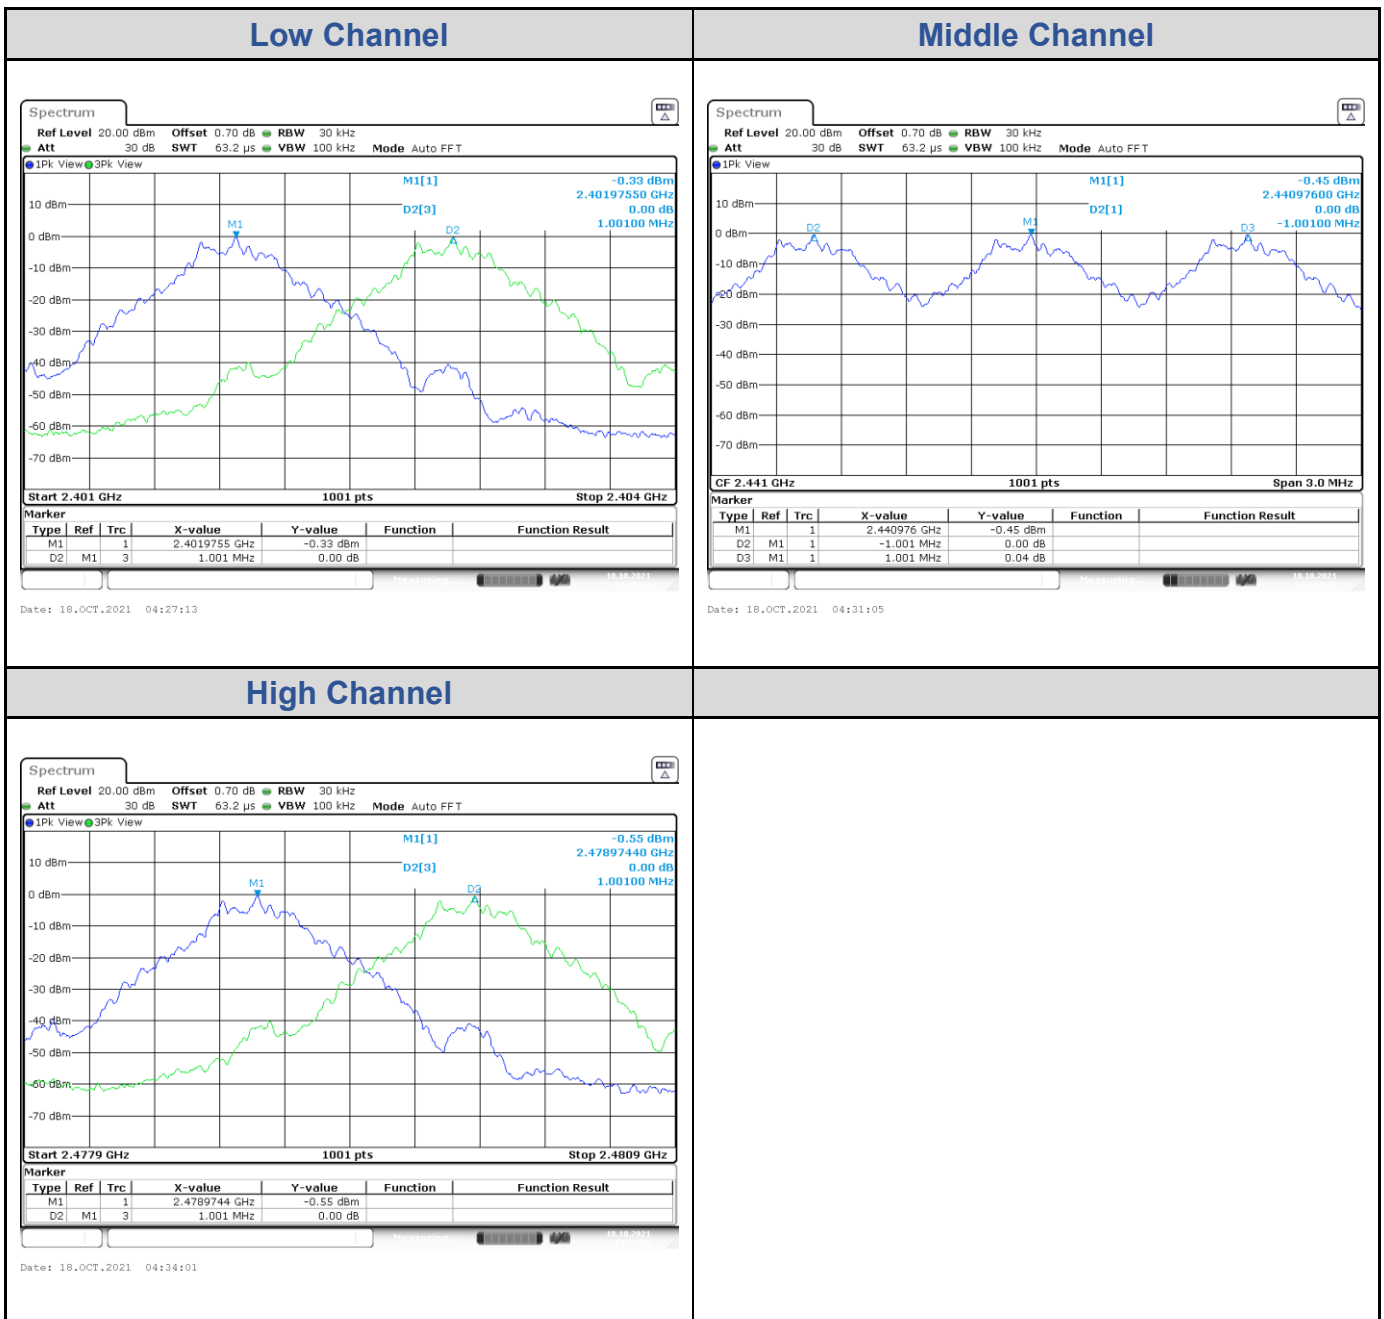 Low Channel
Middle Channel
Spectrum
Ref Level 20.00 dBm Offset 0.70 dB RBW 30 kHz
Att 30 dB SWT 63.2 µs VBW 100 kHz Mode Auto FFT
1Pk View 3Pk View
M1[1] -0.33 dBm
2.40197550 GHz
D2[3] 0.00 dB
1.00100 MHz
10 dBm
M1
D2
0 dBm
-10 dBm
-20 dBm
-30 dBm
-40 dBm
-50 dBm
-60 dBm
-70 dBm
Start 2.401 GHz 1001 pts Stop 2.404 GHz
Marker
Type Ref Trc X-value Y-value Function Function Result
M1 1 2.4019755 GHz -0.33 dBm
D2 M1 3 1.001 MHz 0.00 dB
Measuring 18.10.2021
Date: 18.OCT.2021 04:27:13
Spectrum
Ref Level 20.00 dBm Offset 0.70 dB RBW 30 kHz
Att 30 dB SWT 63.2 µs VBW 100 kHz Mode Auto FFT
1Pk View
M1[1] -0.45 dBm
2.44097600 GHz
D2[1] 0.00 dB
-1.00100 MHz
10 dBm
D2
M1
D3
0 dBm
-10 dBm
-20 dBm
-30 dBm
-40 dBm
-50 dBm
-60 dBm
-70 dBm
CF 2.441 GHz 1001 pts Span 3.0 MHz
Marker
Type Ref Trc X-value Y-value Function Function Result
M1 1 2.440976 GHz -0.45 dBm
D2 M1 1 -1.001 MHz 0.00 dB
D3 M1 1 1.001 MHz 0.04 dB
Measuring 18.10.2021
Date: 18.OCT.2021 04:31:05
High Channel
Spectrum
Ref Level 20.00 dBm Offset 0.70 dB RBW 30 kHz
Att 30 dB SWT 63.2 µs VBW 100 kHz Mode Auto FFT
1Pk View 3Pk View
M1[1] -0.55 dBm
2.47897440 GHz
D2[3] 0.00 dB
1.00100 MHz
10 dBm
M1
D2
0 dBm
-10 dBm
-20 dBm
-30 dBm
-40 dBm
-50 dBm
-60 dBm
-70 dBm
Start 2.4779 GHz 1001 pts Stop 2.4809 GHz
Marker
Type Ref Trc X-value Y-value Function Function Result
M1 1 2.4789744 GHz -0.55 dBm
D2 M1 3 1.001 MHz 0.00 dB
Measuring 18.10.2021
Date: 18.OCT.2021 04:34:01